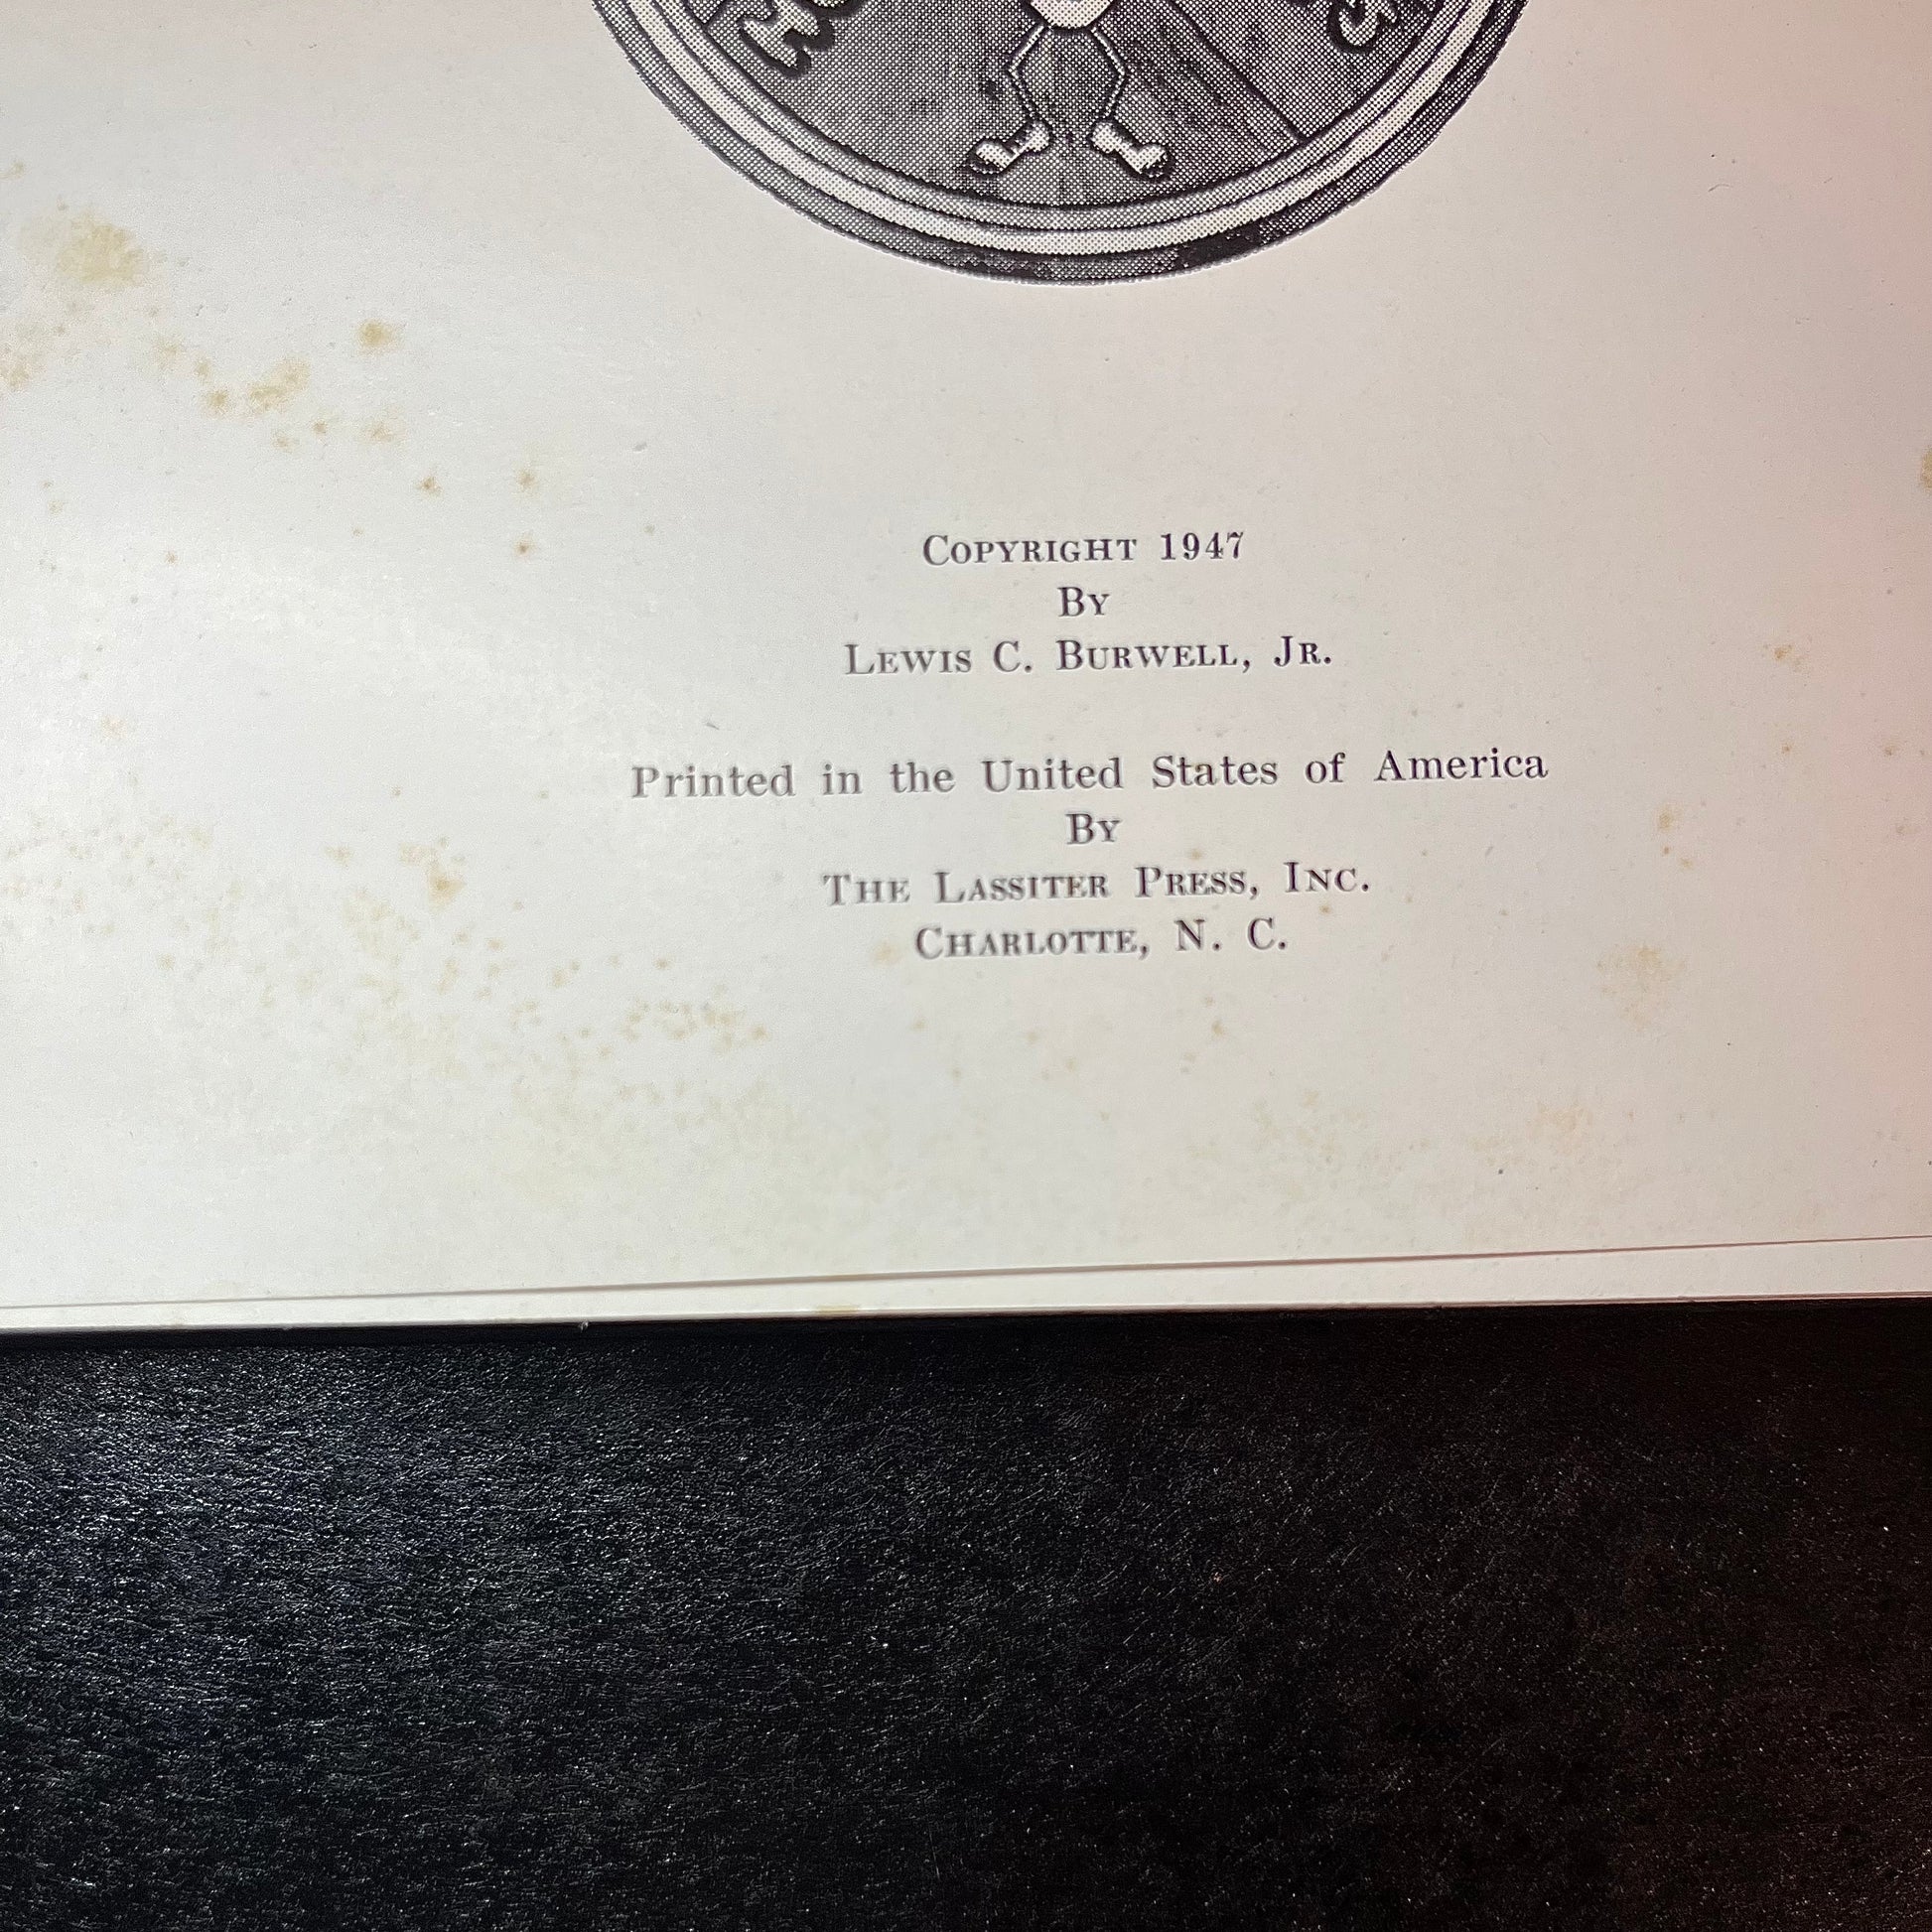 Copyright 1947
By
Lewis C. Burwell, Jr.
Printed in the United States of America
By
The Lassiter Press, Inc.
Charlotte, N. C.